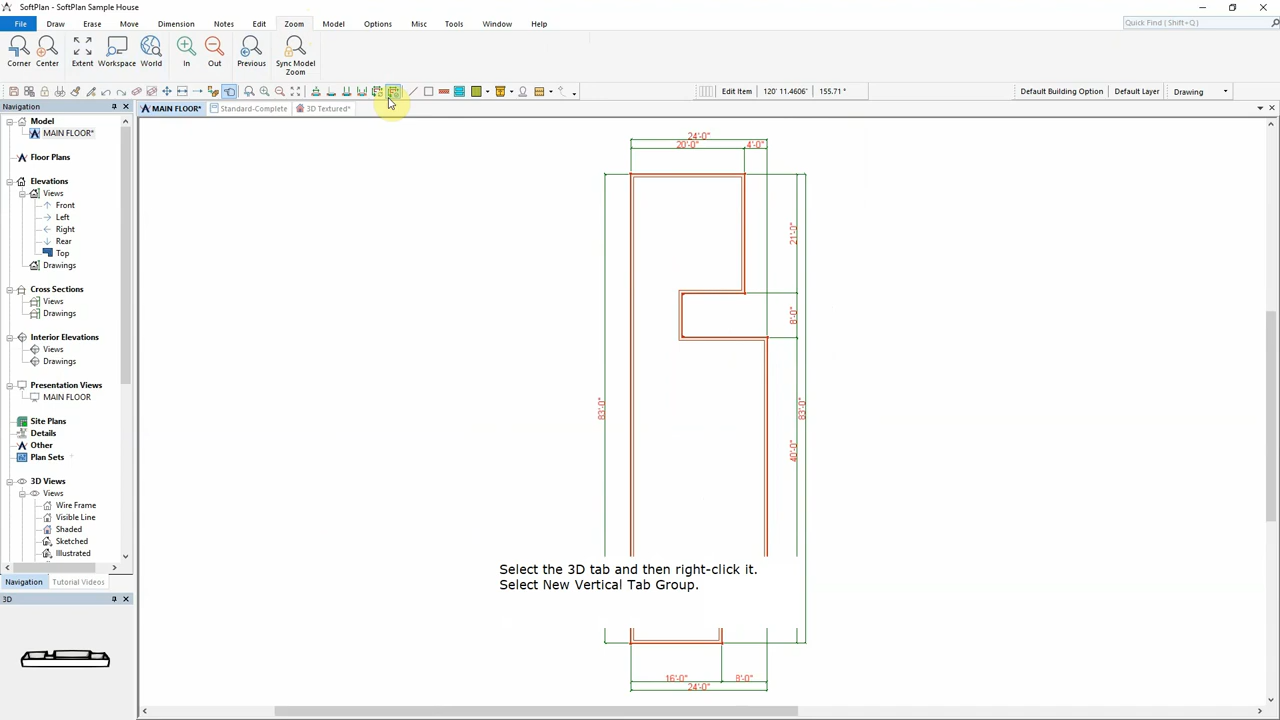 SoftPlan - SoftPlan Sample House
File Draw Erase Move Dimension Notes Edit Zoom Model Options Misc Tools Window Help
Quick Find ( Shift+Q )
Corner Center Extent Workspace World In Out Previous Sync Model
Zoom
Edit Item 120' 11.4606" 155.71 ° Default Building Option Default Layer Drawing
Navigation
MAIN FLOOR* Standard-Complete 3D Textured*
Model
MAIN FLOOR*
Floor Plans
Elevations
Views
Front
Left
Right
Rear
Top
Drawings
Cross Sections
Views
Drawings
Interior Elevations
Views
Drawings
Presentation Views
MAIN FLOOR
Site Plans
Details
Other
Plan Sets
3D Views
Views
Wire Frame
Visible Line
Shaded
Sketched
Illustrated
Navigation Tutorial Videos
3D
24'-0"
20'-0" 4'-0"
21'-0"
8'-0"
83'-0" 83'-0"
40'-0"
Select the 3D tab and then right-click it.
Select New Vertical Tab Group.
16'-0" 8'-0"
24'-0"